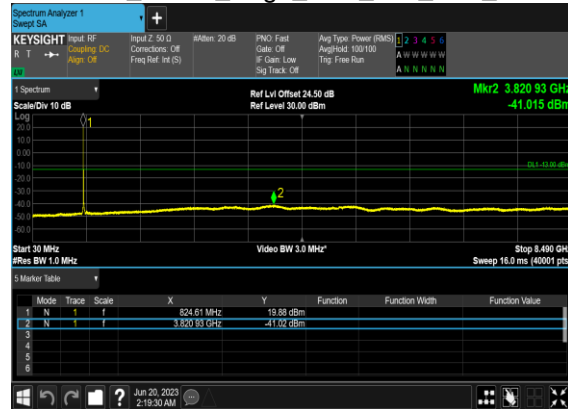 Spectrum Analyzer 1
Swept SA
+
KEYSIGHT Input: RF Input Z: 50 Ω #Atten: 20 dB PNO: Fast Avg Type: Power (RMS) 1 2 3 4 5 6
R T Coupling: DC Corrections: Off Gate: Off Avg|Hold: 100/100 A W W W W W
Align: Off Freq Ref: Int (S) IF Gain: Low Trig: Free Run
Sig Track: Off A N N N N N
LW
1 Spectrum Ref Lvl Offset 24.50 dB Mkr2 3.820 93 GHz
Scale/Div 10 dB Ref Level 30.00 dBm -41.015 dBm
Log
20.0 1
10.0
0.00
-10.0 DL1 -13.00 dBm
-20.0
-30.0
-40.0 2
-50.0
-60.0
Start 30 MHz Video BW 3.0 MHz* Stop 8.490 GHz
#Res BW 1.0 MHz Sweep 16.0 ms (40001 pts)
5 Marker Table
Mode Trace Scale X Y Function Function Width Function Value
1 N 1 f 824.61 MHz 19.88 dBm
2 N 1 f 3.820 93 GHz -41.02 dBm
3
4
5
6
? Jun 20, 2023
2:19:30 AM